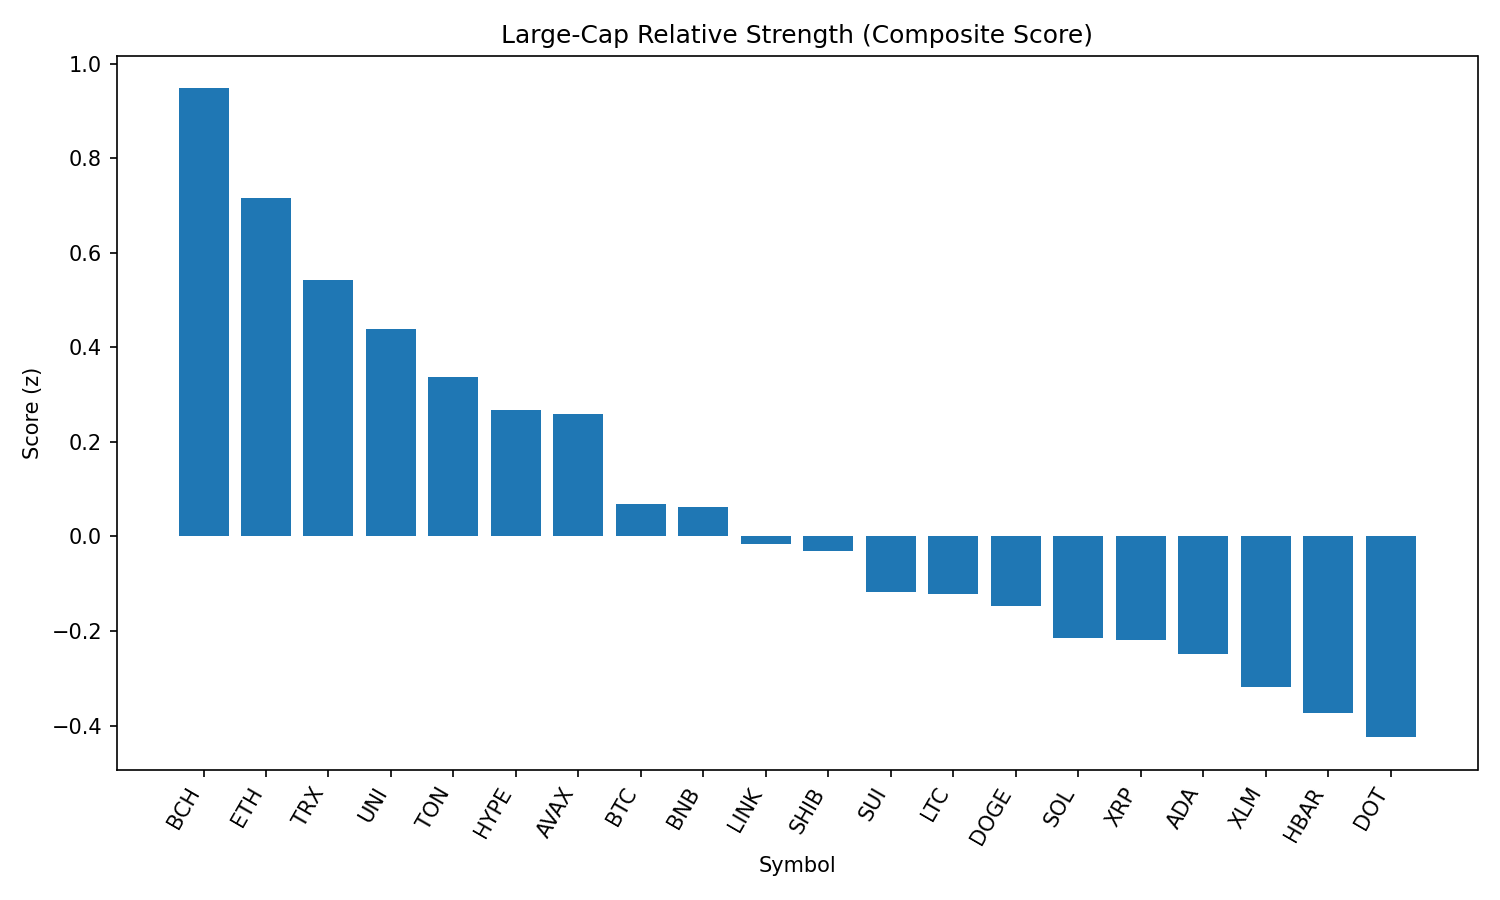 Large-Cap Relative Strength (Composite Score)
1.0
0.8
0.6
0.4
0.2
0.0
−0.2
−0.4
Score (z)
BCH
ETH
TRX
UNI
TON
HYPE
AVAX
BTC
BNB
LINK
SHIB
SUI
LTC
DOGE
SOL
XRP
ADA
XLM
HBAR
DOT
Symbol